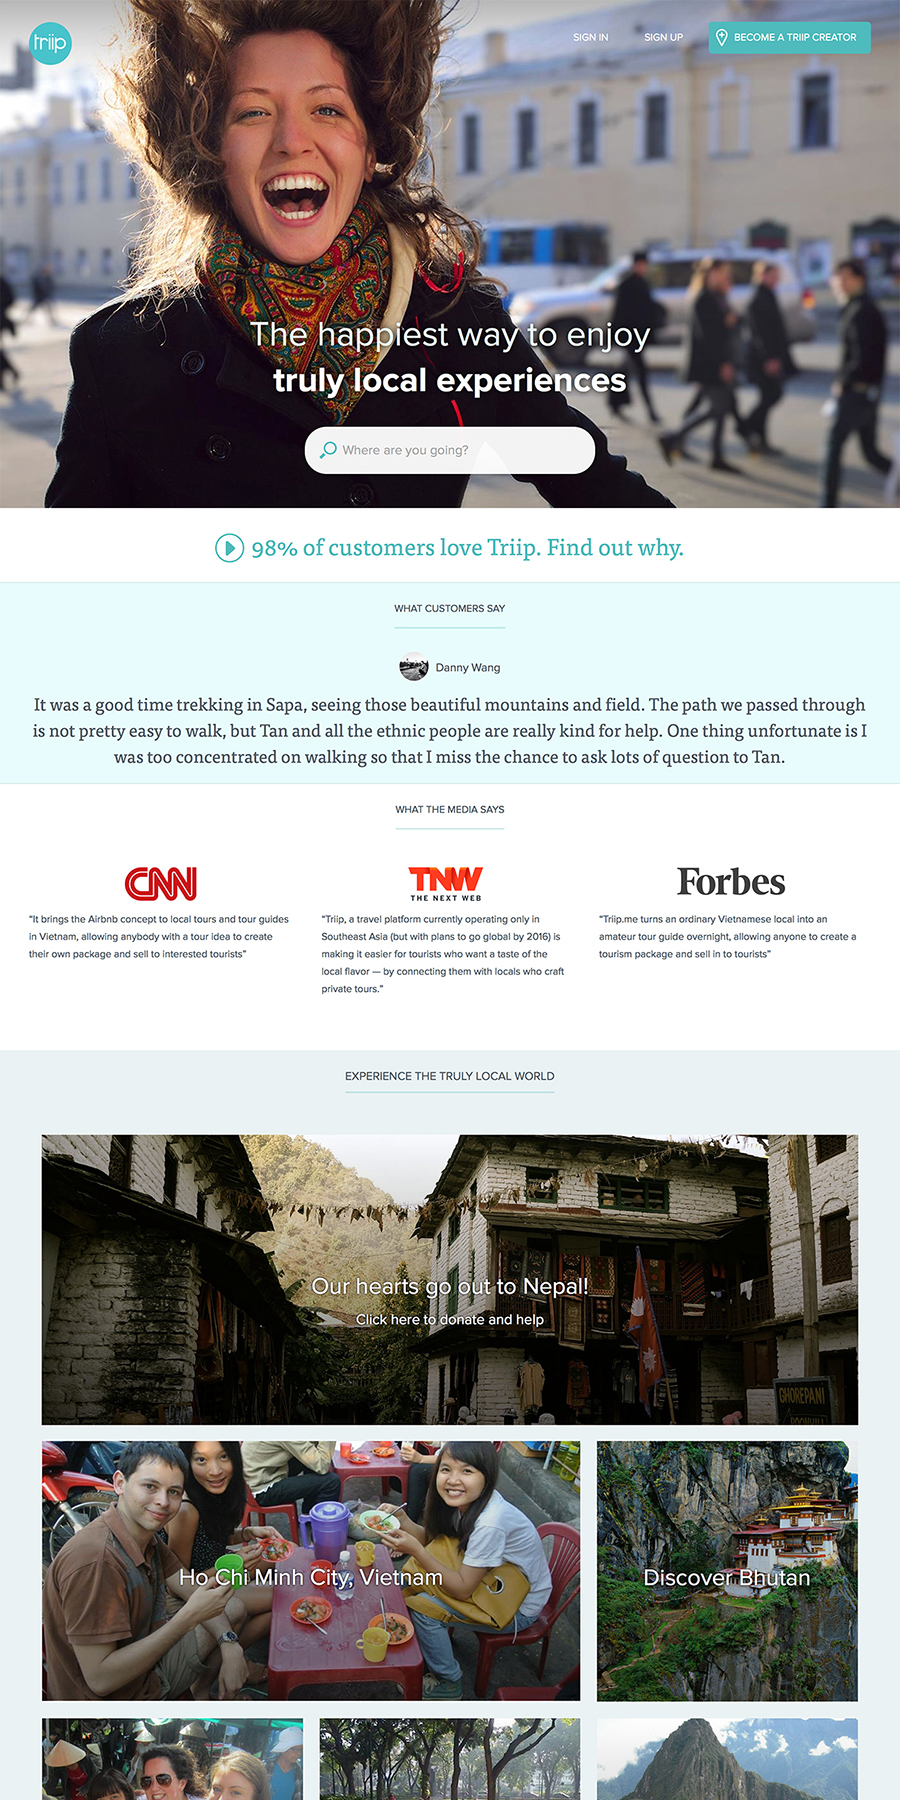 triip
SIGN IN
SIGN UP
BECOME A TRIIP CREATOR
The happiest way to enjoy
truly local experiences
Where are you going?
98% of customers love Triip. Find out why.
WHAT CUSTOMERS SAY
Danny Wang
It was a good time trekking in Sapa, seeing those beautiful mountains and field. The path we passed through
is not pretty easy to walk, but Tan and all the ethnic people are really kind for help. One thing unfortunate is I
was too concentrated on walking so that I miss the chance to ask lots of question to Tan.
WHAT THE MEDIA SAYS
CNN
"It brings the Airbnb concept to local tours and tour guides
in Vietnam, allowing anybody with a tour idea to create
their own package and sell to interested tourists"
TNW
THE NEXT WEB
"Triip, a travel platform currently operating only in
Southeast Asia (but with plans to go global by 2016) is
making it easier for tourists who want a taste of the
local flavor — by connecting them with locals who craft
private tours."
Forbes
"Triip.me turns an ordinary Vietnamese local into an
amateur tour guide overnight, allowing anyone to create a
tourism package and sell in to tourists"
EXPERIENCE THE TRULY LOCAL WORLD
Our hearts go out to Nepal!
Click here to donate and help
GHOREPANI
Ho Chi Minh City, Vietnam
Discover Bhutan